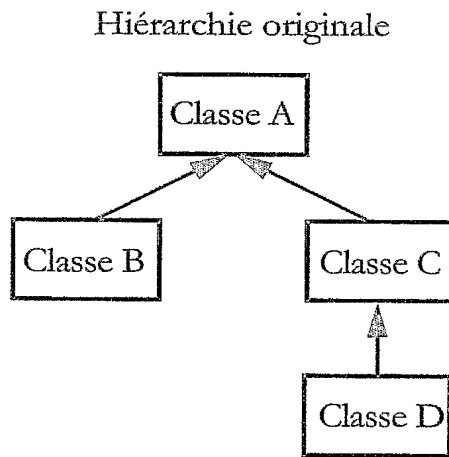 Hiérarchie originale
Classe A
Classe B
Classe C
Classe D